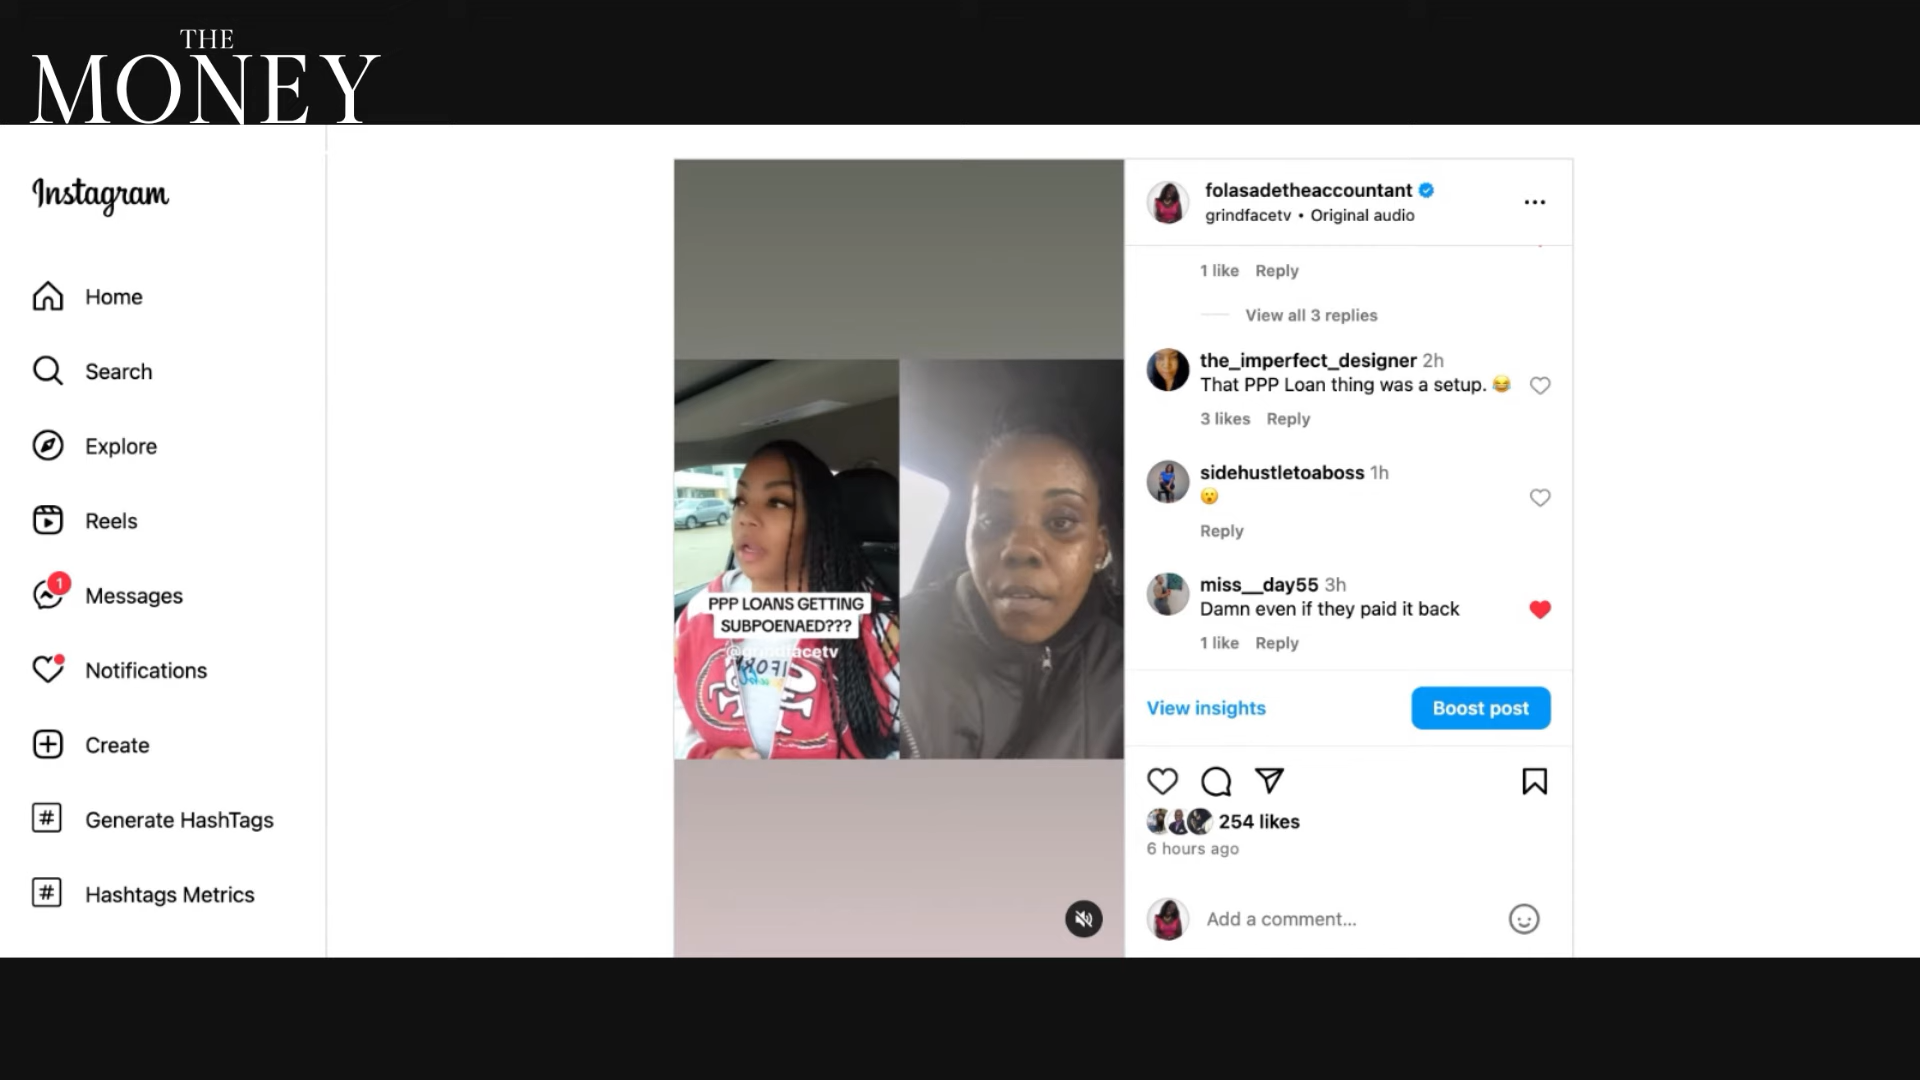 THE
MONEY
Instagram
Home
Search
Explore
Reels
1
Messages
Notifications
Create
# Generate HashTags
# Hashtags Metrics
PPP LOANS GETTING
SUBPOENAED???
@grindfacetv
folasadetheaccountant
grindfacetv • Original audio
1 like Reply
View all 3 replies
the_imperfect_designer 2h
That PPP Loan thing was a setup. 😂
3 likes Reply
sidehustletoaboss 1h
😮
Reply
miss__day55 3h
Damn even if they paid it back
1 like Reply
View insights
Boost post
254 likes
6 hours ago
Add a comment...